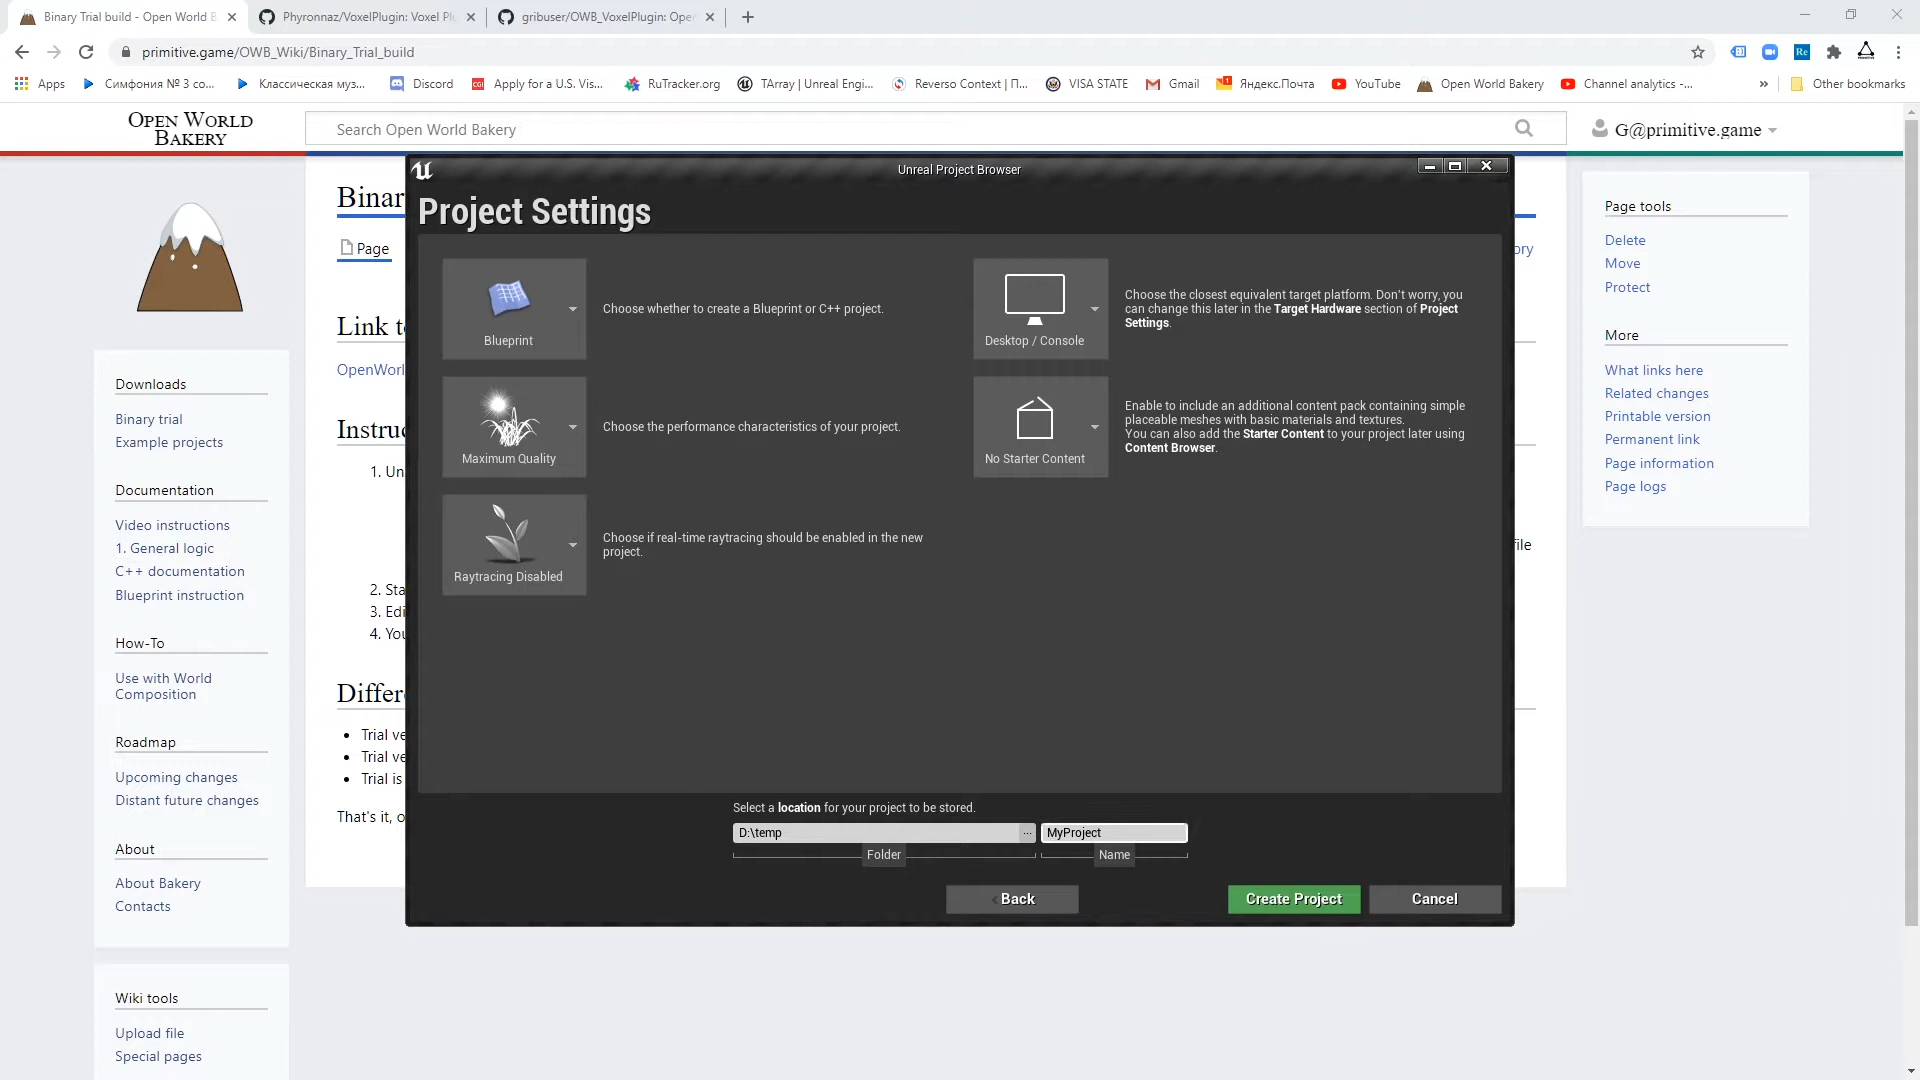 Binary Trial build - Open World B
Phyronnaz/VoxelPlugin: Voxel Plu
gribuser/OWB_VoxelPlugin: Open
primitive.game/OWB_Wiki/Binary_Trial_build
Apps
Симфония № 3 со...
Классическая муз...
Discord
Apply for a U.S. Vis...
RuTracker.org
TArray | Unreal Engi...
Reverso Context | П...
VISA STATE
Gmail
Яндекс.Почта
YouTube
Open World Bakery
Channel analytics -...
»
Other bookmarks
OPEN WORLD
BAKERY
Search Open World Bakery
G@primitive.game
Downloads
Binary trial
Example projects
Documentation
Video instructions
1. General logic
C++ documentation
Blueprint instruction
How-To
Use with World
Composition
Roadmap
Upcoming changes
Distant future changes
About
About Bakery
Contacts
Wiki tools
Upload file
Special pages
Binar
Page
ory
Link to
OpenWorl
Instruc
1. Un
file
2. Sta
3. Edi
4. You
Differe
Trial ve
Trial ve
Trial is
That's it, o
Unreal Project Browser
Project Settings
Blueprint
Choose whether to create a Blueprint or C++ project.
Desktop / Console
Choose the closest equivalent target platform. Don't worry, you
can change this later in the Target Hardware section of Project
Settings.
Maximum Quality
Choose the performance characteristics of your project.
No Starter Content
Enable to include an additional content pack containing simple
placeable meshes with basic materials and textures.
You can also add the Starter Content to your project later using
Content Browser.
Raytracing Disabled
Choose if real-time raytracing should be enabled in the new
project.
Select a location for your project to be stored.
D:\temp
...
MyProject
Folder
Name
Back
Create Project
Cancel
Page tools
Delete
Move
Protect
More
What links here
Related changes
Printable version
Permanent link
Page information
Page logs